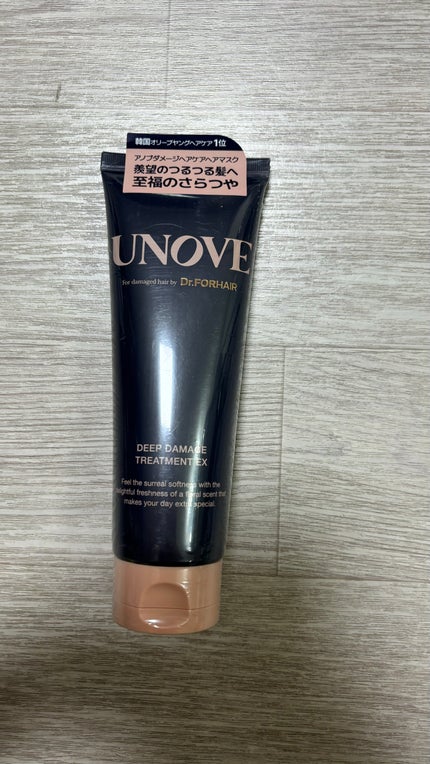 韓国オリーブヤングヘアケア1位
アンブダメージヘアケアヘアマスク
羨望のつるつる髪へ
至福のさらつや
UNOVE
For damaged hair by Dr.FORHAIR
DEEP DAMAGE
TREATMENT EX
Feel the surreal softness with the
delightful freshness of a floral scent that
makes your day extra special.